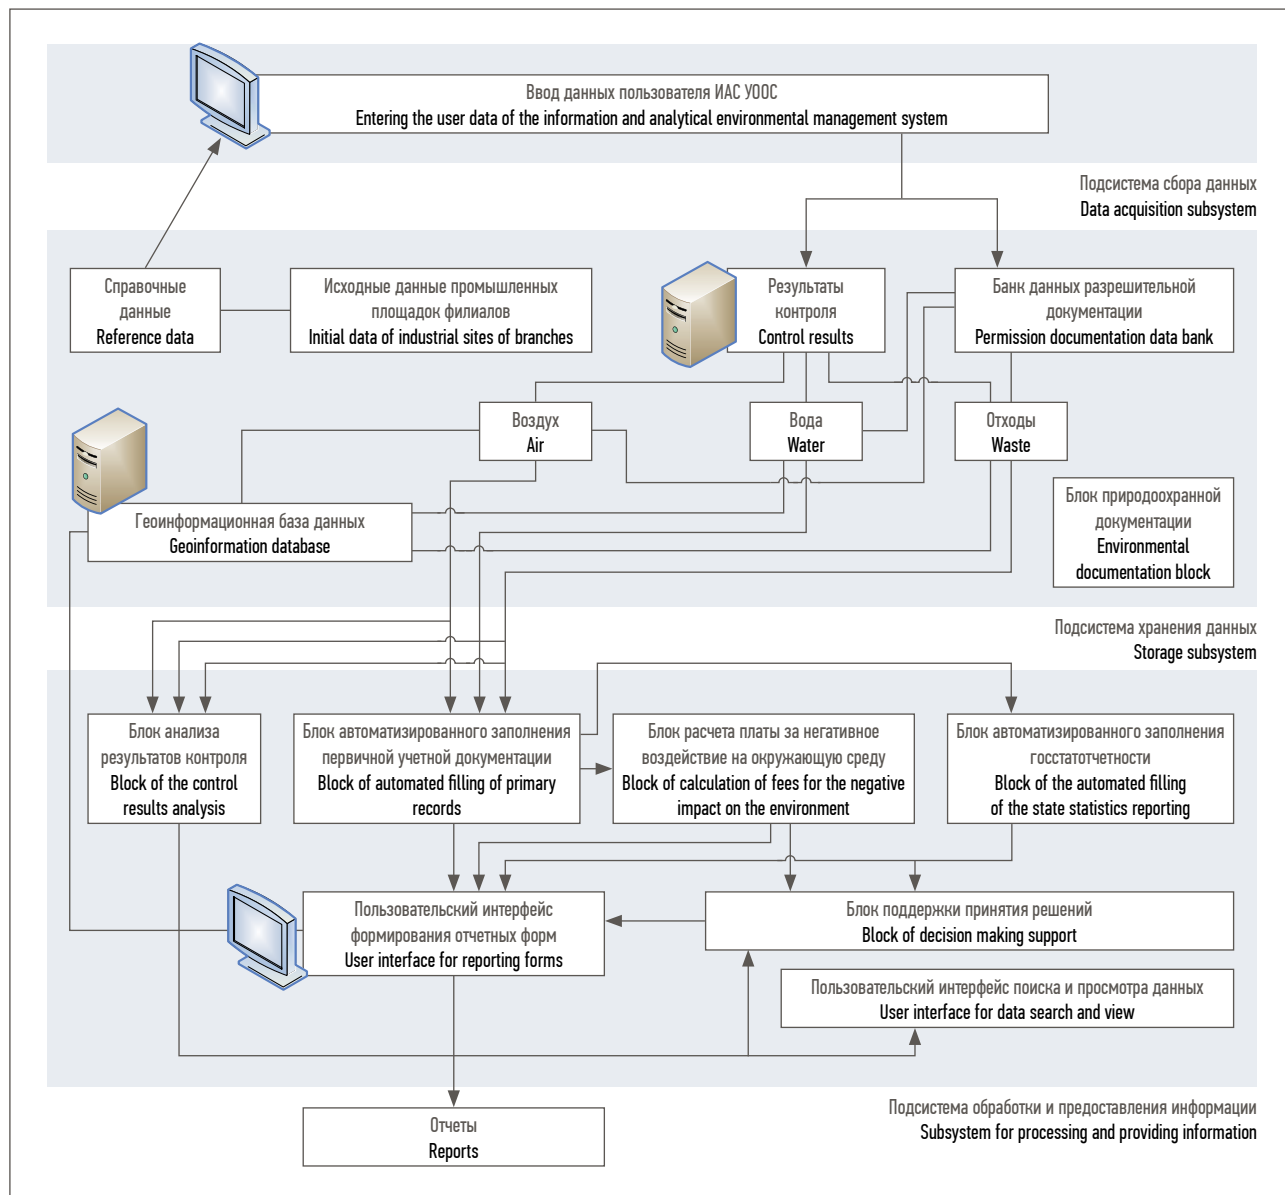 Ввод данных пользователя ИАС УООС
Entering the user data of the information and analytical environmental management system
Подсистема сбора данных
Data acquisition subsystem
Справочные
данные
Reference data
Исходные данные промышленных
площадок филиалов
Initial data of industrial sites of branches
Результаты
контроля
Control results
Банк данных разрешительной
документации
Permission documentation data bank
Воздух
Air
Вода
Water
Отходы
Waste
Геоинформационная база данных
Geoinformation database
Блок природоохранной
документации
Environmental
documentation block
Подсистема хранения данных
Storage subsystem
Блок анализа
результатов контроля
Block of the control
results analysis
Блок автоматизированного заполнения
первичной учетной документации
Block of automated filling of primary
records
Блок расчета платы за негативное
воздействие на окружающую среду
Block of calculation of fees for the negative
impact on the environment
Блок автоматизированного заполнения
госстатотчетности
Block of the automated filling
of the state statistics reporting
Пользовательский интерфейс
формирования отчетных форм
User interface for reporting forms
Блок поддержки принятия решений
Block of decision making support
Пользовательский интерфейс поиска и просмотра данных
User interface for data search and view
Подсистема обработки и предоставления информации
Subsystem for processing and providing information
Отчеты
Reports